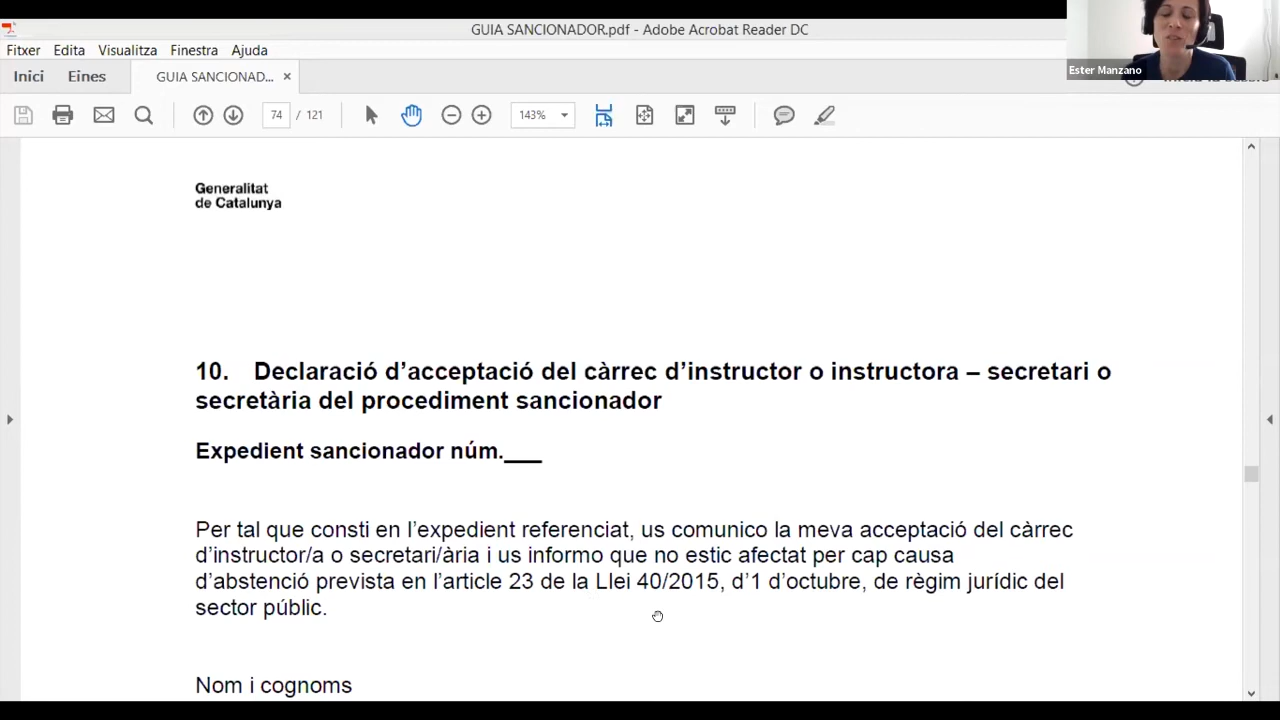 GUIA SANCIONADOR.pdf - Adobe Acrobat Reader DC
Ester Manzano
Fitxer Edita Visualitza Finestra Ajuda
Inici Eines GUIA SANCIONAD... ×
74 / 121 143%
Generalitat
de Catalunya
10. Declaració d’acceptació del càrrec d’instructor o instructora – secretari o
secretària del procediment sancionador
Expedient sancionador núm.___
Per tal que consti en l’expedient referenciat, us comunico la meva acceptació del càrrec
d’instructor/a o secretari/ària i us informo que no estic afectat per cap causa
d’abstenció prevista en l’article 23 de la Llei 40/2015, d’1 d’octubre, de règim jurídic del
sector públic.
Nom i cognoms